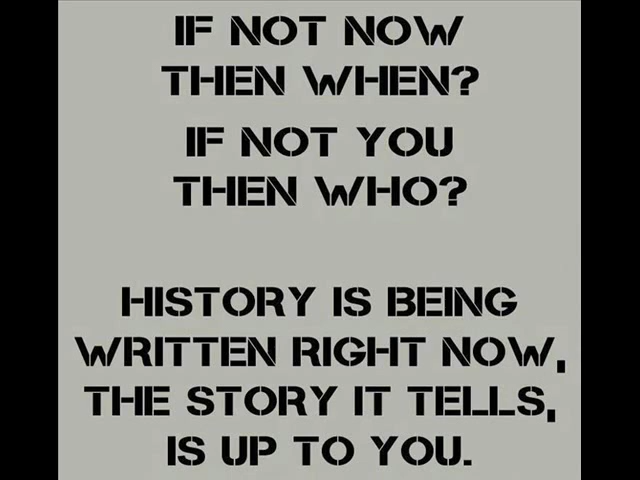 IF NOT NOW
THEN WHEN?
IF NOT YOU
THEN WHO?
HISTORY IS BEING
WRITTEN RIGHT NOW,
THE STORY IT TELLS,
IS UP TO YOU.